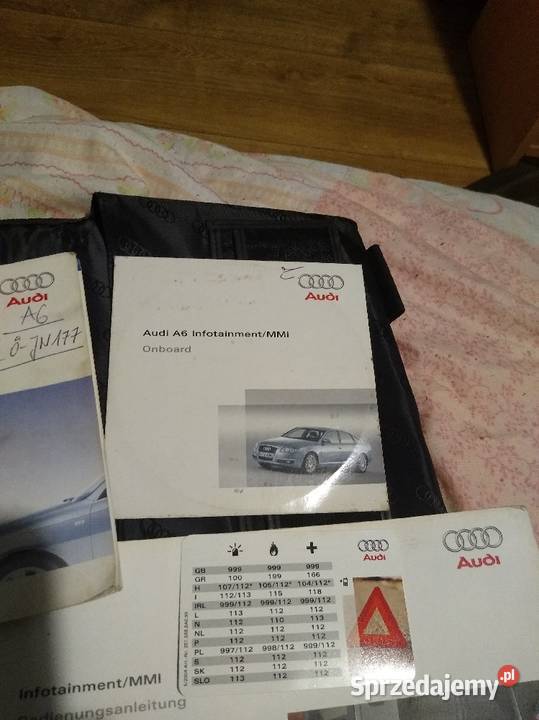 Audi
A6
Audi
Audi A6 Infotainment/MMI
Onboard
Audi
Audi
GB 999 999 999
GR 100 199 166
H 107/112* 105/112* 104/112*
I 112/113 115 118
IRL 999/112 999/112 999/112
L 113 112 112
N 112 110 113
NL 112 112 112
P 112 112 112
PL 997/112 998/112 999/112
S 112 112 112
SK 112 112 112
SLO 113 112 112
Infotainment/MMI
Bedienungsanleitung
Sprzedajemy.pl